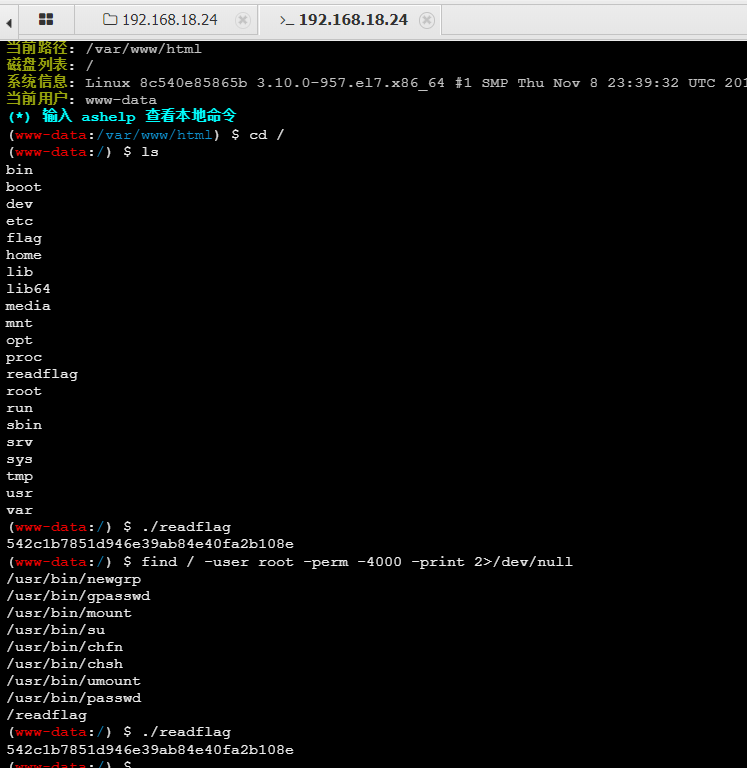 192.168.18.24 192.168.18.24
当前路径: /var/www/html
磁盘列表: /
系统信息: Linux 8c540e85865b 3.10.0-957.el7.x86_64 #1 SMP Thu Nov 8 23:39:32 UTC 201
当前用户: www-data
(*) 输入 ashelp 查看本地命令
(www-data:/var/www/html) $ cd /
(www-data:/) $ ls
bin
boot
dev
etc
flag
home
lib
lib64
media
mnt
opt
proc
readflag
root
run
sbin
srv
sys
tmp
usr
var
(www-data:/) $ ./readflag
542c1b7851d946e39ab84e40fa2b108e
(www-data:/) $ find / -user root -perm -4000 -print 2>/dev/null
/usr/bin/newgrp
/usr/bin/gpasswd
/usr/bin/mount
/usr/bin/su
/usr/bin/chfn
/usr/bin/chsh
/usr/bin/umount
/usr/bin/passwd
/readflag
(www-data:/) $ ./readflag
542c1b7851d946e39ab84e40fa2b108e
(www-data:/) $